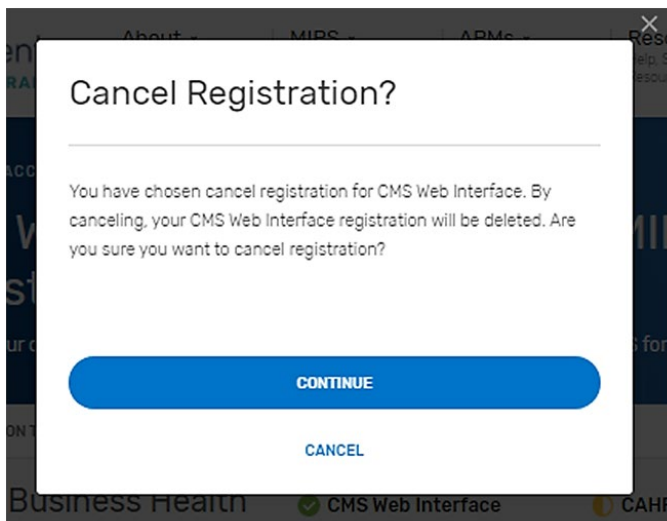 About MIPS APMs
Cancel Registration?
You have chosen cancel registration for CMS Web Interface. By
canceling, your CMS Web Interface registration will be deleted. Are
you sure you want to cancel registration?
CONTINUE
CANCEL
Business Health CMS Web Interface